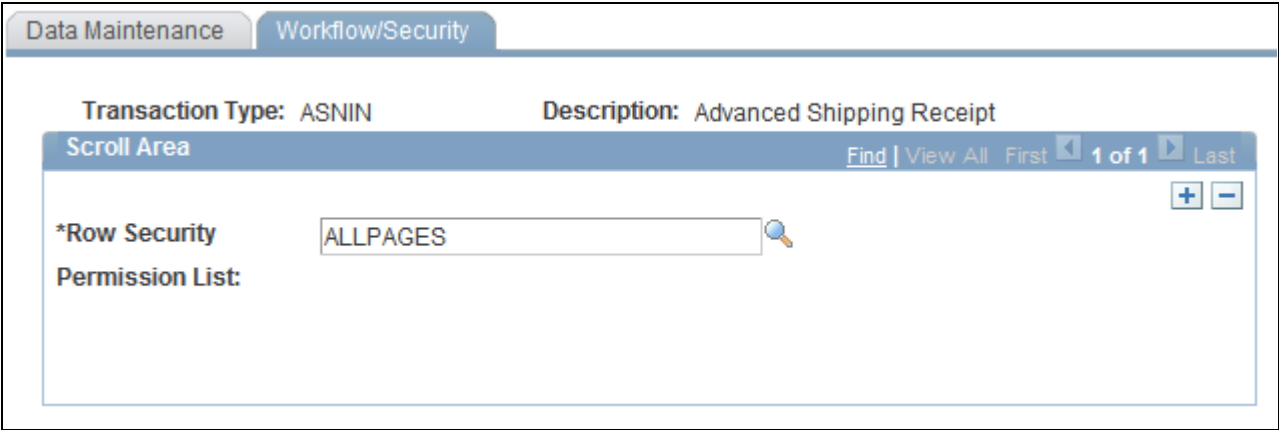 Data Maintenance Workflow/Security
Transaction Type: ASNIN Description: Advanced Shipping Receipt
Scroll Area Find | View All First 1 of 1 Last
*Row Security ALLPAGES
Permission List: